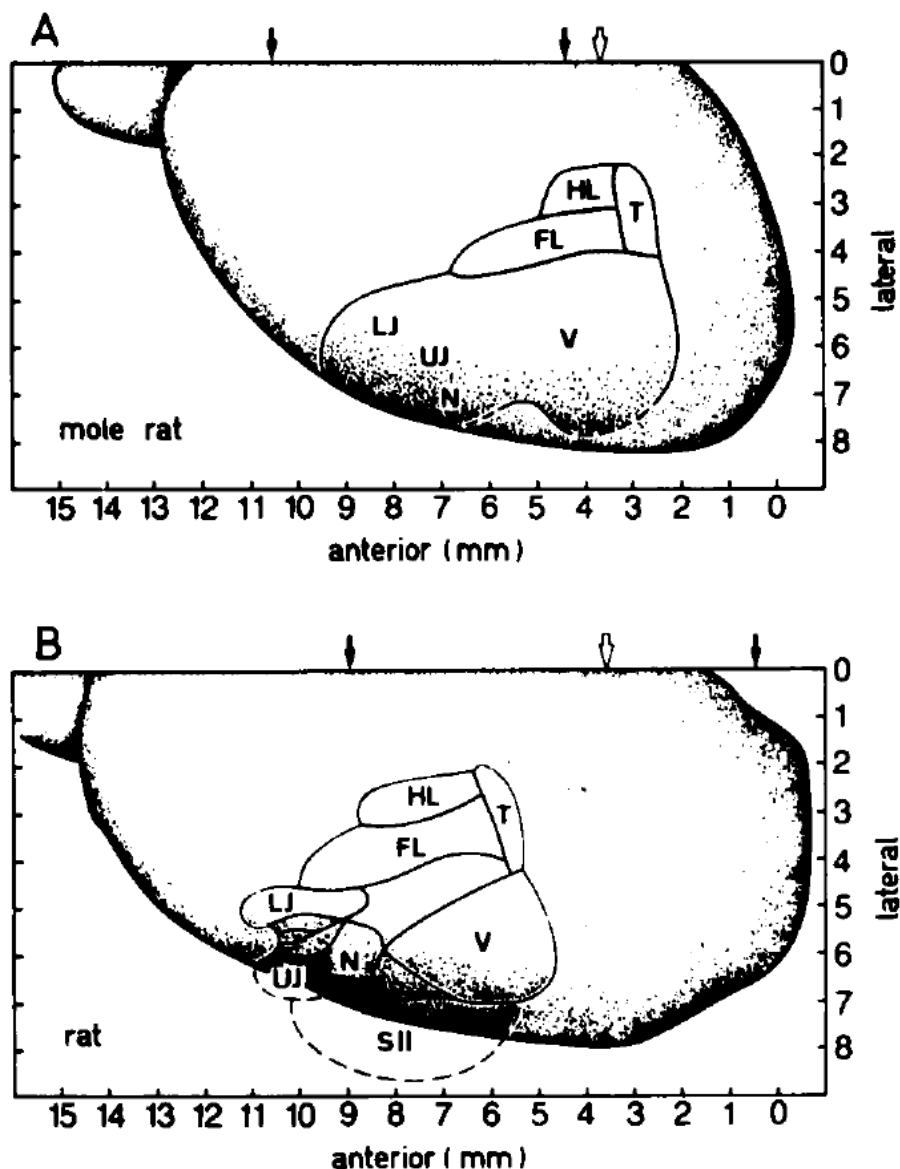 A
0
1
2
HL
3
T
FL
4
lateral
5
LJ
V
6
UJ
7
N
mole rat
8
15 14 13 12 11 10 9 8 7 6 5 4 3 2 1 0
anterior (mm)
B
0
1
2
HL
3
T
FL
4
lateral
LJ
5
V
N
6
UJ
7
SII
rat
8
15 14 13 12 11 10 9 8 7 6 5 4 3 2 1 0
anterior (mm)